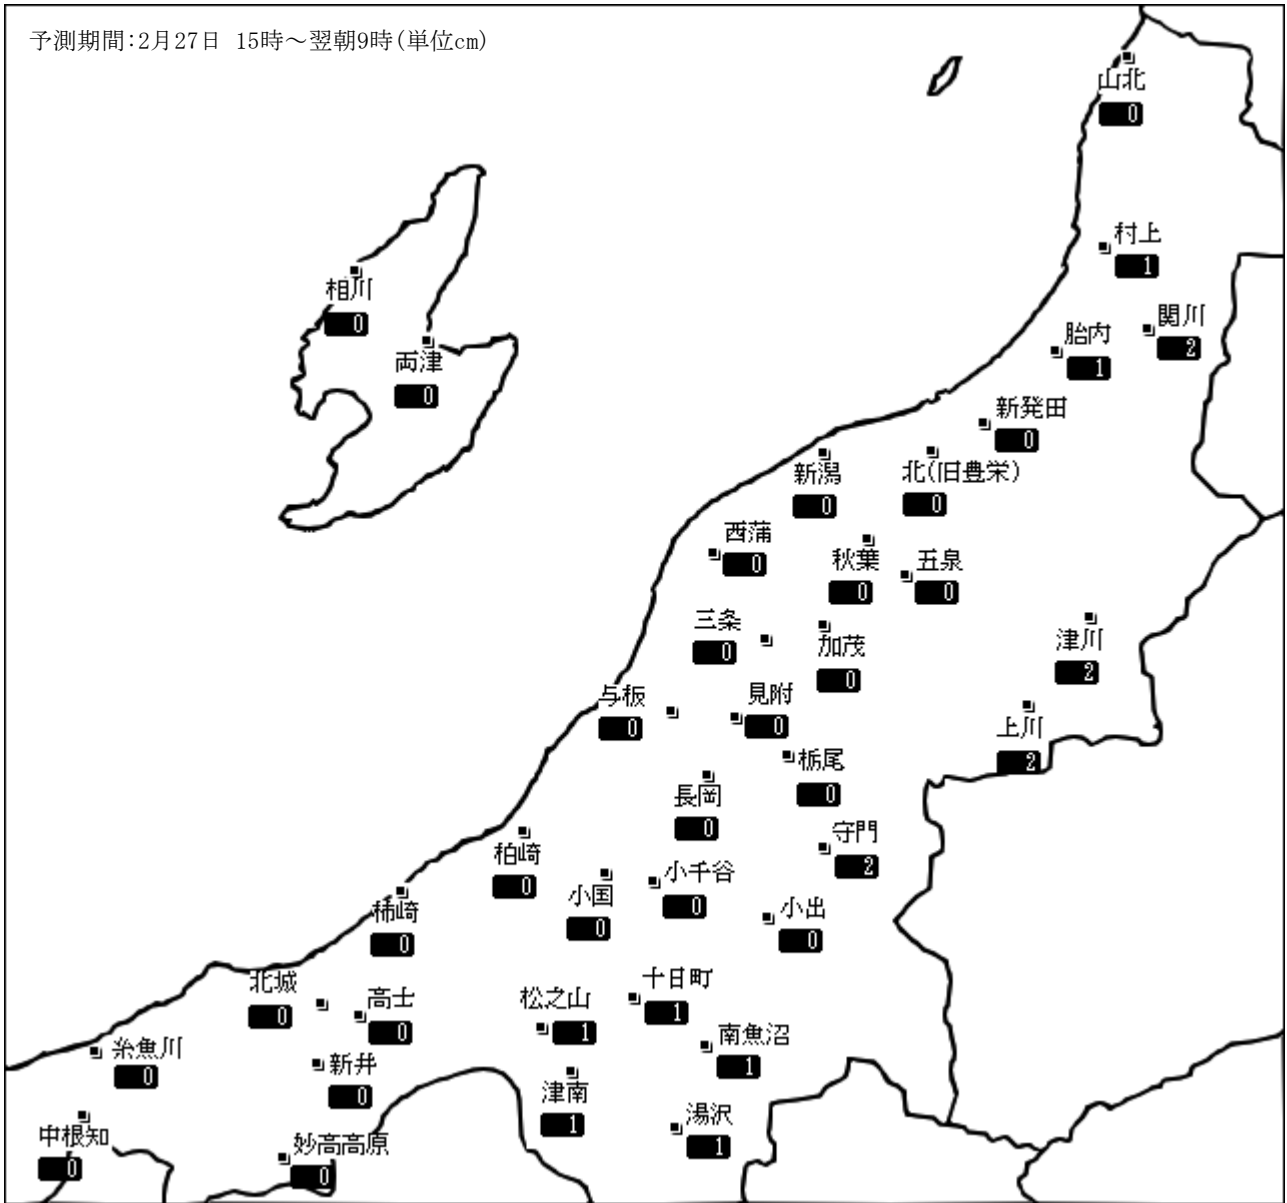 予測期間:2月27日 15時～翌朝9時(単位cm)
山北
0
村上
1
相川
0
関川
2
胎内
1
両津
0
新発田
0
新潟
0
北(旧豊栄)
0
西蒲
0
秋葉
0
五泉
0
三条
0
加茂
0
津川
2
与板
0
見附
0
上川
2
栃尾
0
長岡
0
守門
2
柏崎
0
小国
0
小千谷
0
小出
0
柿崎
0
北城
0
高士
0
松之山
1
十日町
1
南魚沼
1
糸魚川
0
新井
0
津南
1
湯沢
1
中根知
0
妙高高原
0